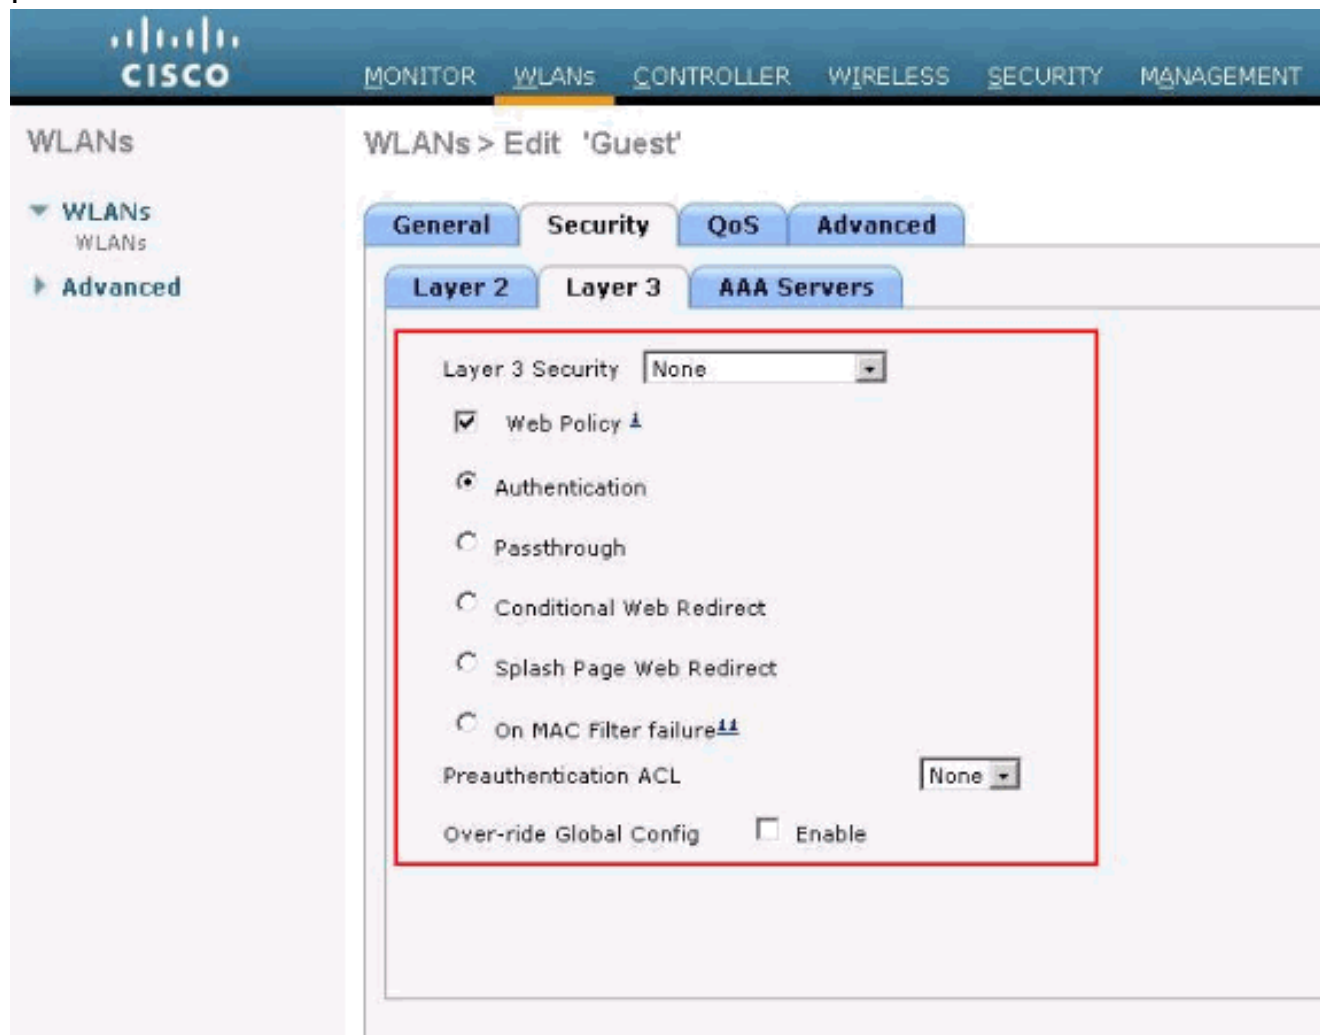 CISCO
MONITOR WLANs CONTROLLER WIRELESS SECURITY MANAGEMENT
WLANs
WLANs
WLANs
Advanced
WLANs > Edit 'Guest'
General Security QoS Advanced
Layer 2 Layer 3 AAA Servers
Layer 3 Security None
Web Policy 1
Authentication
Passthrough
Conditional Web Redirect
Splash Page Web Redirect
On MAC Filter failure11
Preauthentication ACL None
Over-ride Global Config Enable